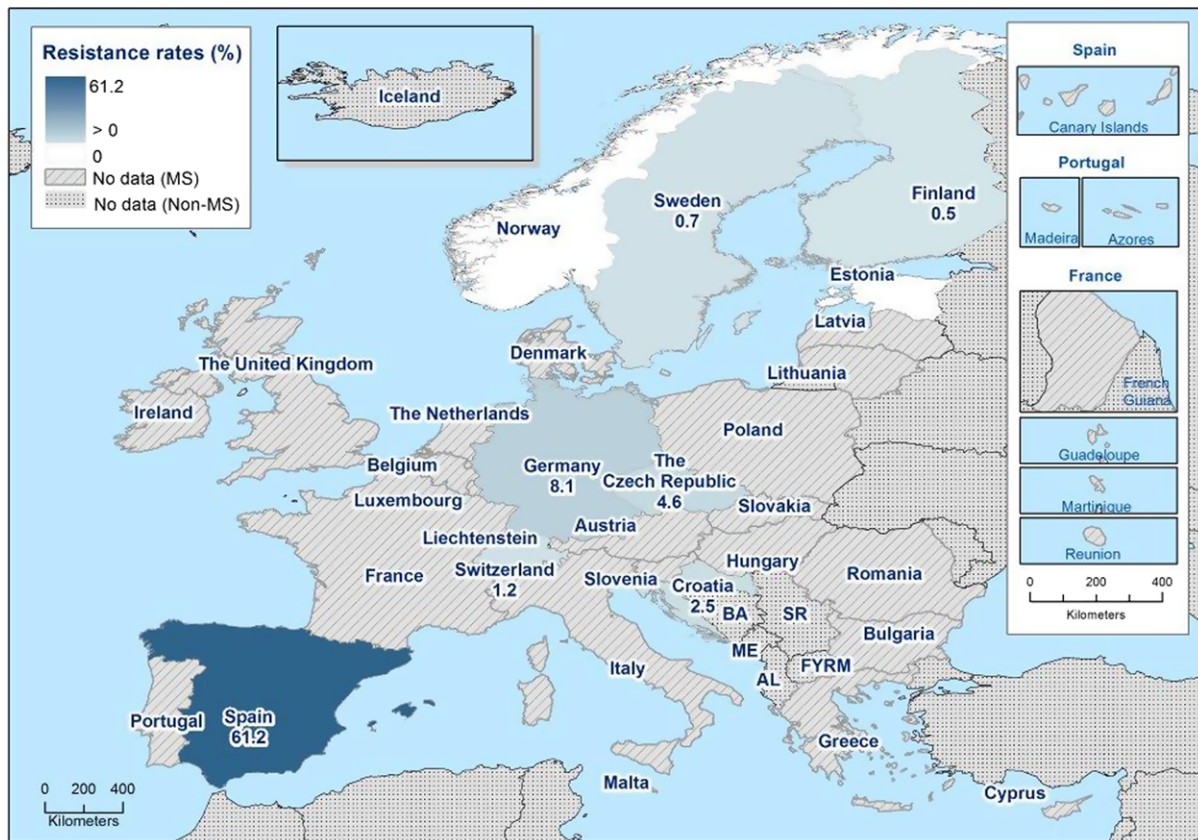 Resistance rates (%)
61.2
> 0
0
No data (MS)
No data (Non-MS)
Iceland
Spain
Canary Islands
Portugal
Madeira
Azores
France
French
Guiana
Guadeloupe
Martinique
Reunion
0 200 400
Kilometers
Norway
Sweden
0.7
Finland
0.5
Estonia
Latvia
Lithuania
Denmark
The United Kingdom
Ireland
The Netherlands
Belgium
Luxembourg
Germany
8.1
Poland
The
Czech Republic
4.6
Slovakia
Austria
Liechtenstein
Switzerland
1.2
France
Hungary
Slovenia
Croatia
2.5
Romania
BA
SR
Bulgaria
ME
FYRM
AL
Italy
Portugal
Spain
61.2
Greece
Malta
Cyprus
0 200 400
Kilometers